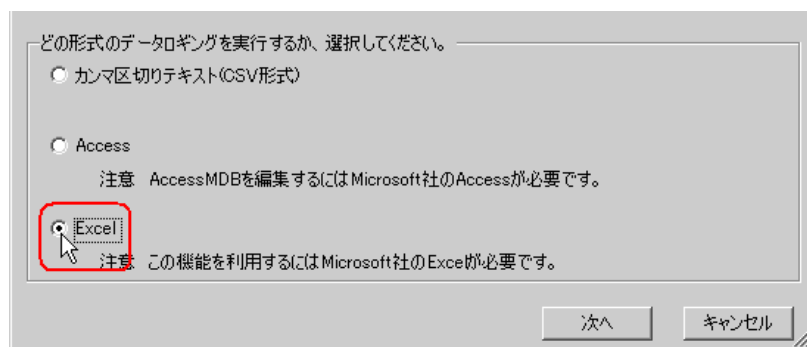 どの形式のデータロギングを実行するか、選択してください。
カンマ区切りテキスト(CSV形式)
Access
注意 AccessMDBを編集するにはMicrosoft社のAccessが必要です。
Excel
注意 この機能を利用するにはMicrosoft社のExcelが必要です。
次へ キャンセル